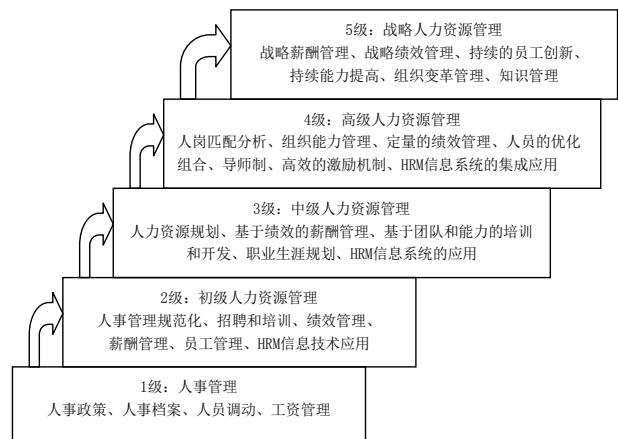 5级：战略人力资源管理
战略薪酬管理、战略绩效管理、持续的员工创新、
持续能力提高、组织变革管理、知识管理
4级：高级人力资源管理
人岗匹配分析、组织能力管理、定量的绩效管理、人员的优化
组合、导师制、高效的激励机制、HRM信息系统的集成应用
3级：中级人力资源管理
人力资源规划、基于绩效的薪酬管理、基于团队和能力的培训
和开发、职业生涯规划、HRM信息系统的应用
2级：初级人力资源管理
人事管理规范化、招聘和培训、绩效管理、
薪酬管理、员工管理、HRM信息技术应用
1级：人事管理
人事政策、人事档案、人员调动、工资管理